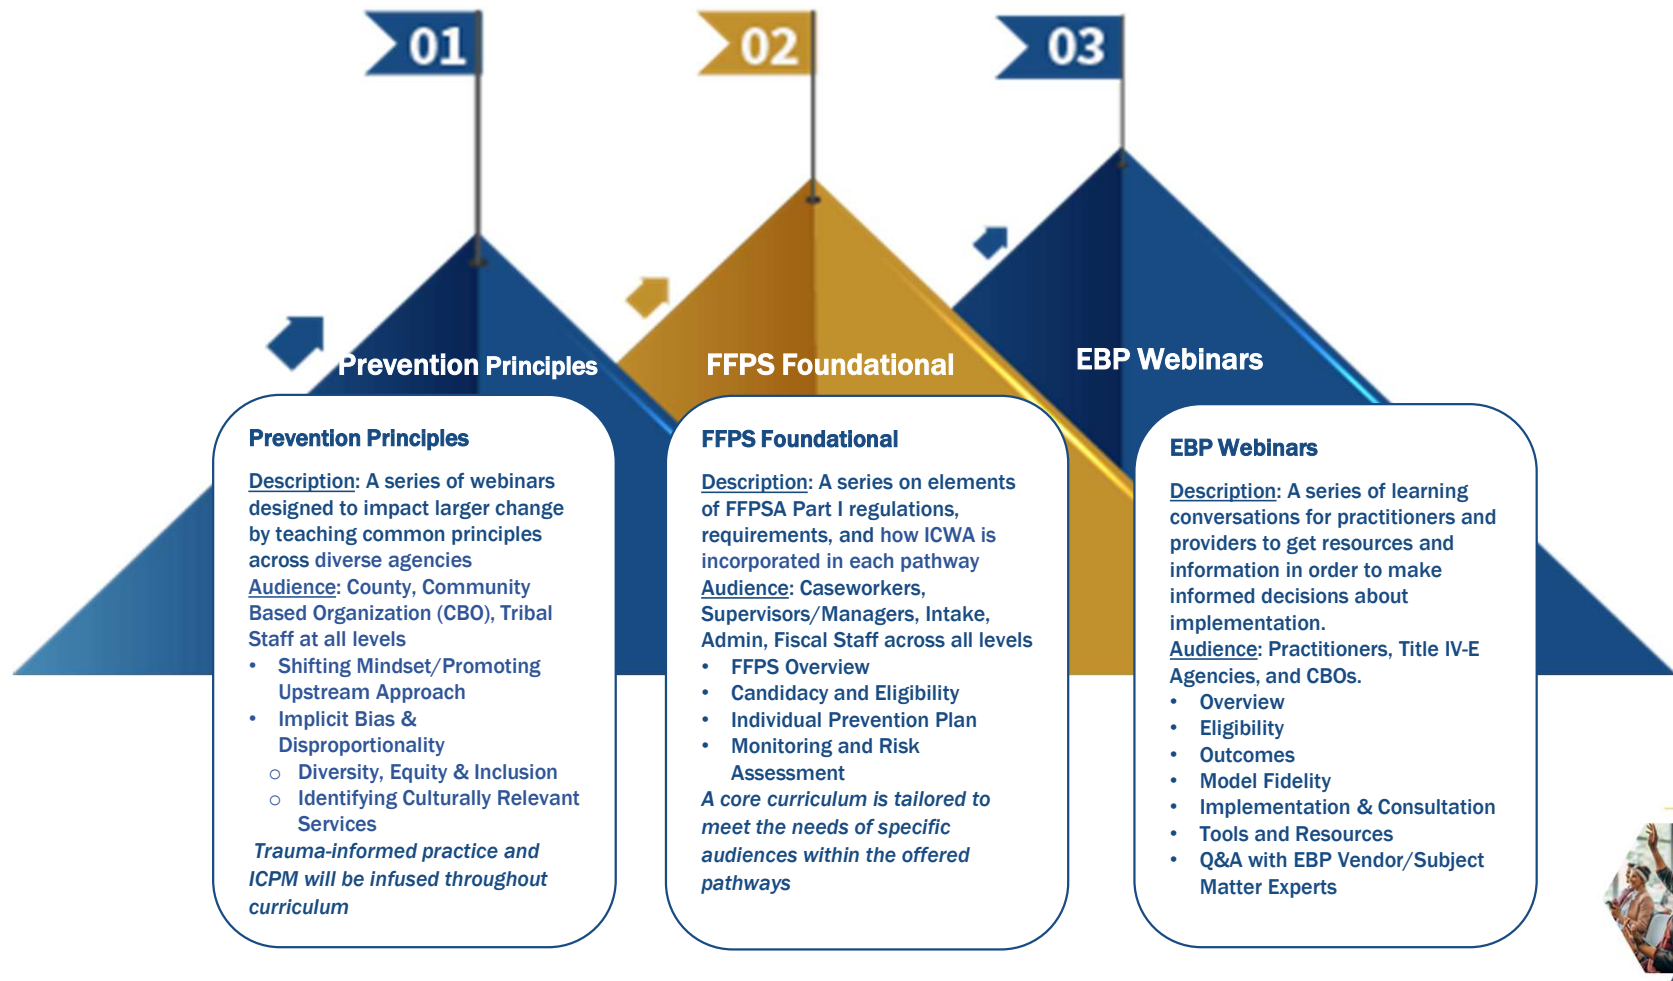 01
02
03
Prevention Principles
FFPS Foundational
EBP Webinars
Prevention Principles
Description: A series of webinars
designed to impact larger change
by teaching common principles
across diverse agencies
Audience: County, Community
Based Organization (CBO), Tribal
Staff at all levels
• Shifting Mindset/Promoting
Upstream Approach
• Implicit Bias &
Disproportionality
o Diversity, Equity & Inclusion
o Identifying Culturally Relevant
Services
Trauma-informed practice and
ICPM will be infused throughout
curriculum
FFPS Foundational
Description: A series on elements
of FFPSA Part I regulations,
requirements, and how ICWA is
incorporated in each pathway
Audience: Caseworkers,
Supervisors/Managers, Intake,
Admin, Fiscal Staff across all levels
• FFPS Overview
• Candidacy and Eligibility
• Individual Prevention Plan
• Monitoring and Risk
Assessment
A core curriculum is tailored to
meet the needs of specific
audiences within the offered
pathways
EBP Webinars
Description: A series of learning
conversations for practitioners and
providers to get resources and
information in order to make
informed decisions about
implementation.
Audience: Practitioners, Title IV-E
Agencies, and CBOs.
• Overview
• Eligibility
• Outcomes
• Model Fidelity
• Implementation & Consultation
• Tools and Resources
• Q&A with EBP Vendor/Subject
Matter Experts